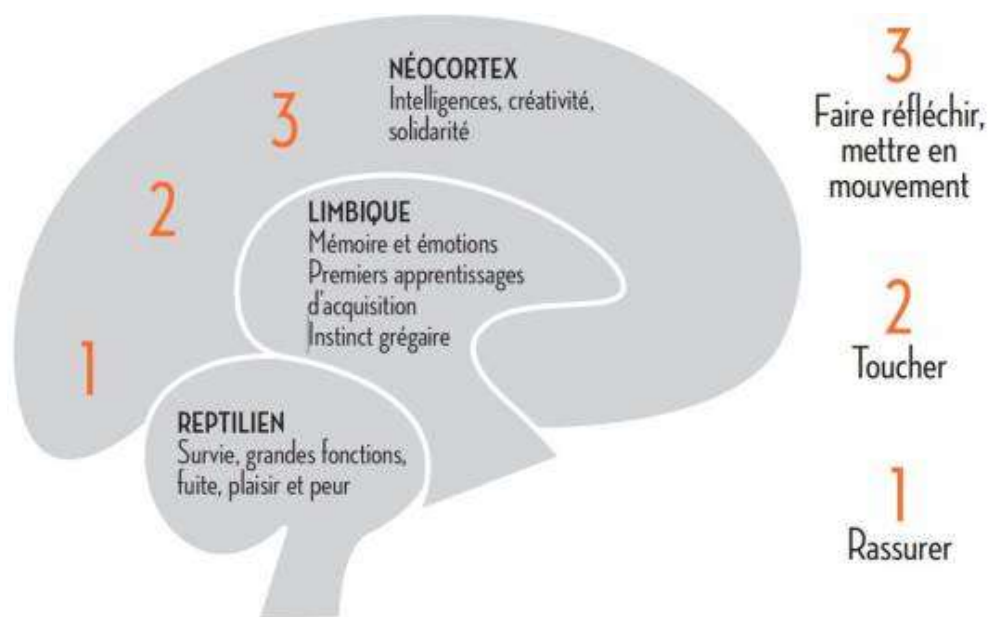 NÉOCORTEX
Intelligences, créativité,
solidarité
3
2
1
LIMBIQUE
Mémoire et émotions
Premiers apprentissages
d'acquisition
Instinct grégaire
REPTILIEN
Survie, grandes fonctions,
fuite, plaisir et peur
3
Faire réfléchir,
mettre en
mouvement
2
Toucher
1
Rassurer